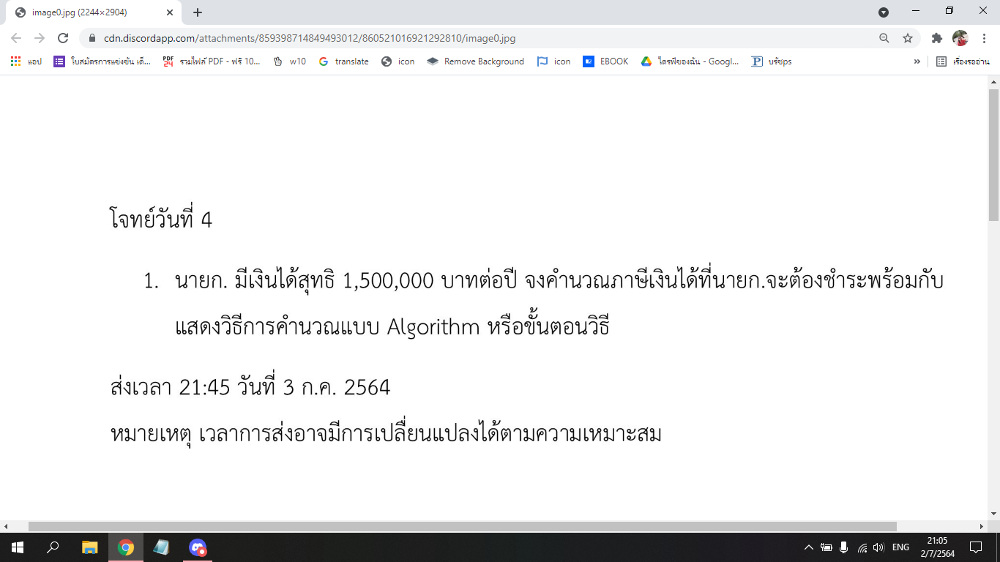 image0.jpg (2244×2904)
cdn.discordapp.com/attachments/859398714849493012/860521016921292810/image0.jpg
แอป ใบสมัครการแข่งขัน เด็... PDF 24 รวมไฟล์ PDF - ฟรี 10... w10 G translate icon Remove Background icon EBOOK ไดรฟ์ของฉัน - Googl... P บรัชps » เรื่องรออ่าน
โจทย์วันที่ 4
1. นายก. มีเงินได้สุทธิ 1,500,000 บาทต่อปี จงคำนวณภาษีเงินได้ที่นายก.จะต้องชำระพร้อมกับ
แสดงวิธีการคำนวณแบบ Algorithm หรือขั้นตอนวิธี
ส่งเวลา 21:45 วันที่ 3 ก.ค. 2564
หมายเหตุ เวลาการส่งอาจมีการเปลี่ยนแปลงได้ตามความเหมาะสม
ENG 21:05
2/7/2564